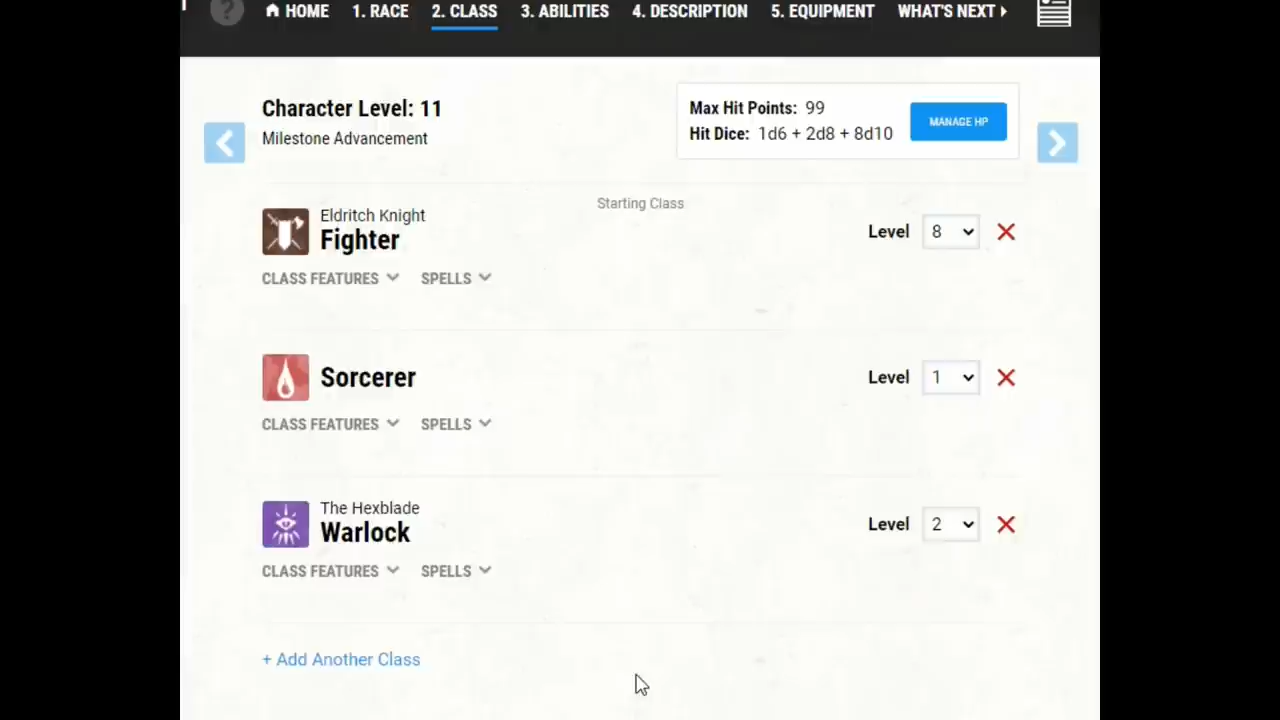 ? HOME 1. RACE 2. CLASS 3. ABILITIES 4. DESCRIPTION 5. EQUIPMENT WHAT'S NEXT
Character Level: 11
Milestone Advancement
Max Hit Points: 99
Hit Dice: 1d6 + 2d8 + 8d10
MANAGE HP
Starting Class
Eldritch Knight
Fighter
Level 8
CLASS FEATURES SPELLS
Sorcerer
Level 1
CLASS FEATURES SPELLS
The Hexblade
Warlock
Level 2
CLASS FEATURES SPELLS
+ Add Another Class